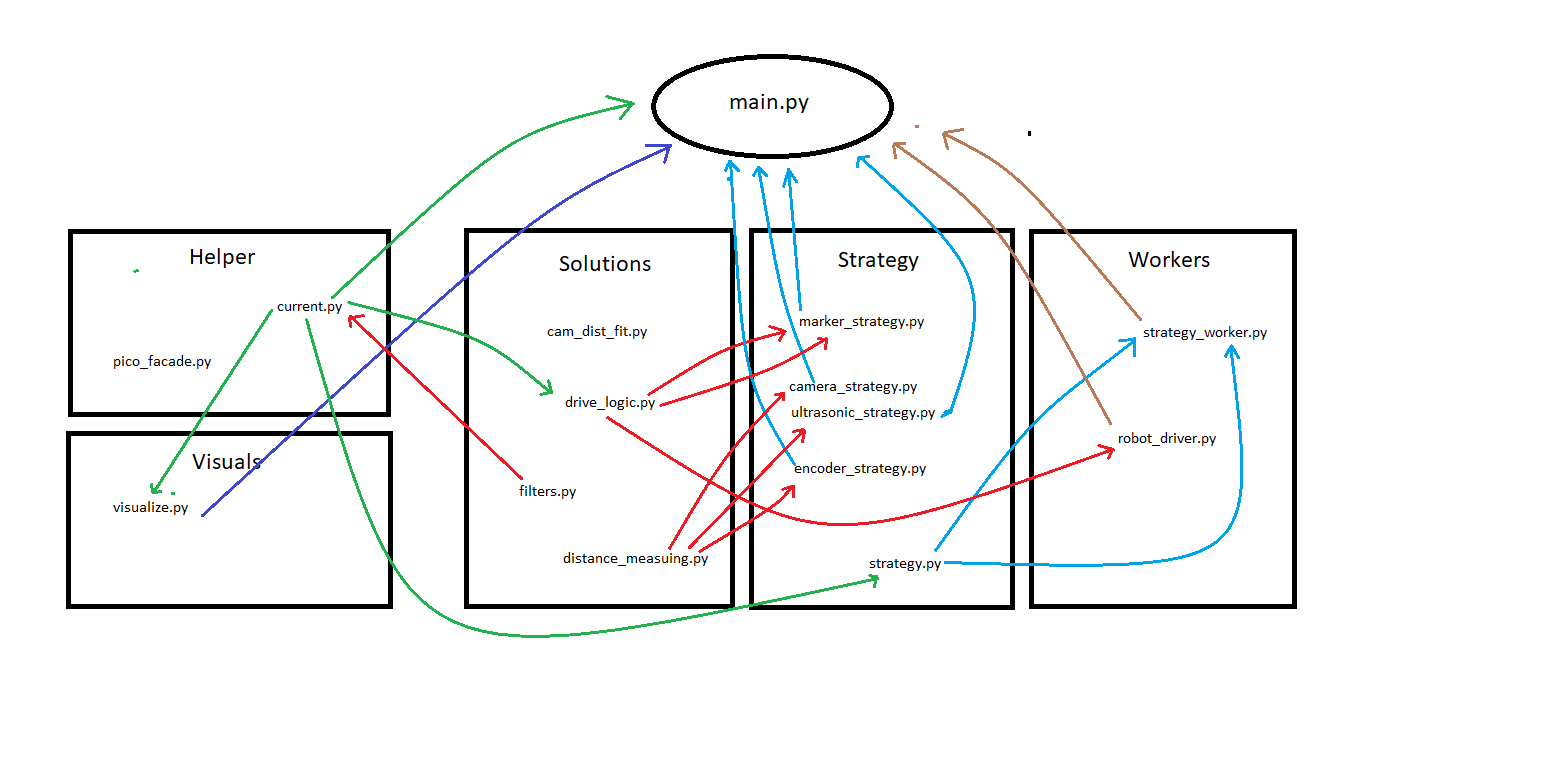 main.py
Helper
current.py
pico_facade.py
Visuals
visualize.py
Solutions
cam_dist_fit.py
drive_logic.py
filters.py
distance_measuing.py
Strategy
marker_strategy.py
camera_strategy.py
ultrasonic_strategy.py
encoder_strategy.py
strategy.py
Workers
strategy_worker.py
robot_driver.py